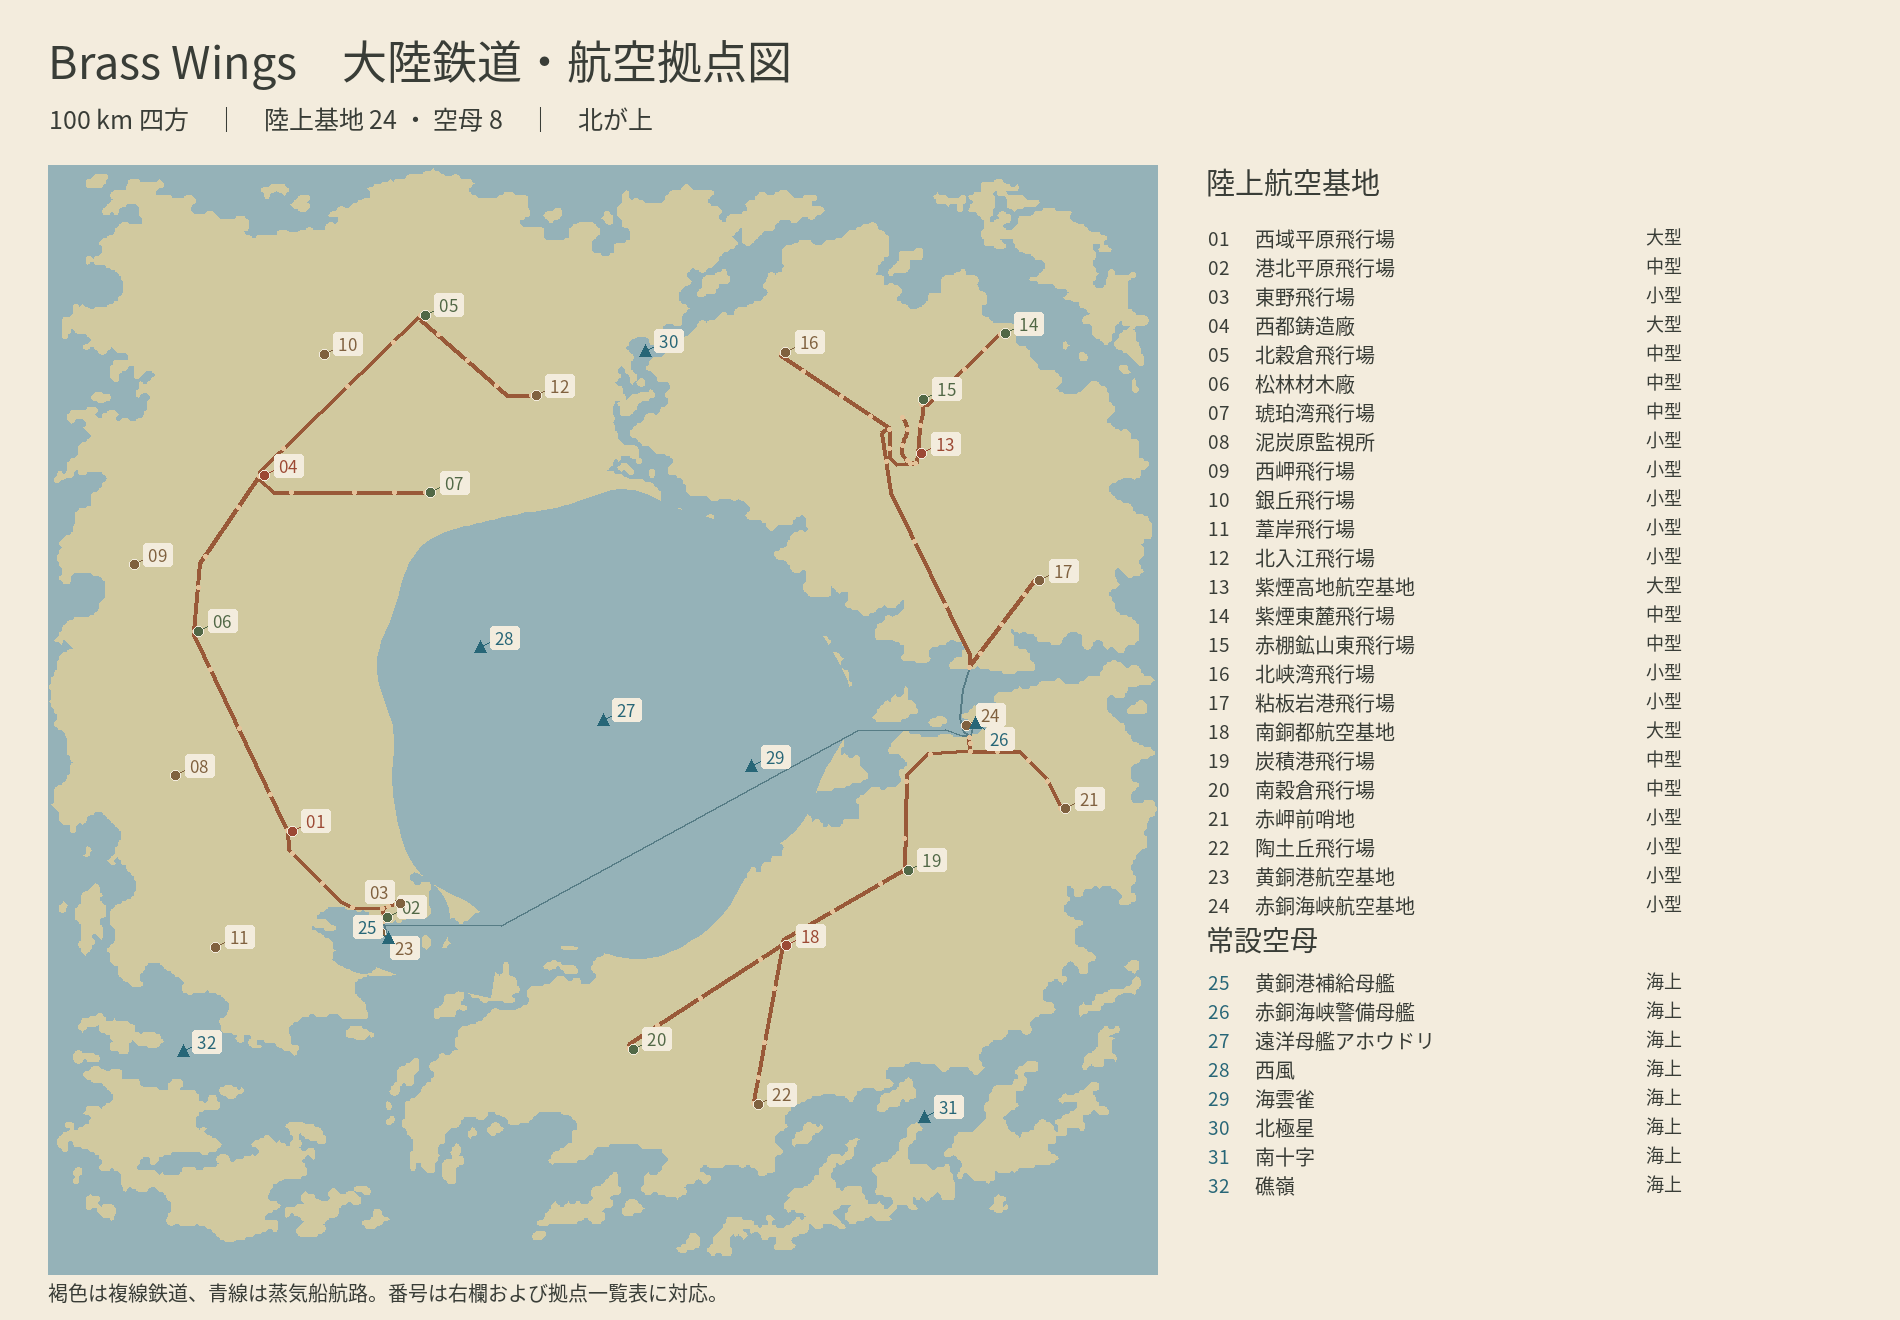 Brass Wings 大陸鉄道・航空拠点図
100 km 四方 ｜ 陸上基地 24 ・ 空母 8 ｜ 北が上
陸上航空基地
01 西域平原飛行場 大型
02 港北平原飛行場 中型
03 東野飛行場 小型
04 西都鋳造廠 大型
05 北穀倉飛行場 中型
06 松林材木廠 中型
07 琥珀湾飛行場 中型
08 泥炭原監視所 小型
09 西岬飛行場 小型
10 銀丘飛行場 小型
11 葦岸飛行場 小型
12 北入江飛行場 小型
13 紫煙高地航空基地 大型
14 紫煙東麓飛行場 中型
15 赤棚鉱山東飛行場 中型
16 北峡湾飛行場 小型
17 粘板岩港飛行場 小型
18 南銅都航空基地 大型
19 炭積港飛行場 中型
20 南穀倉飛行場 中型
21 赤岬前哨地 小型
22 陶土丘飛行場 小型
23 黄銅港航空基地 小型
24 赤銅海峡航空基地 小型
常設空母
25 黄銅港補給母艦 海上
26 赤銅海峡警備母艦 海上
27 遠洋母艦アホウドリ 海上
28 西風 海上
29 海雲雀 海上
30 北極星 海上
31 南十字 海上
32 礁嶺 海上
05
14
30
16
10
12
15
13
04
07
09
17
06
28
27
24
26
29
08
21
01
19
03
02
25
11
18
23
20
32
22
31
褐色は複線鉄道、青線は蒸気船航路。番号は右欄および拠点一覧表に対応。